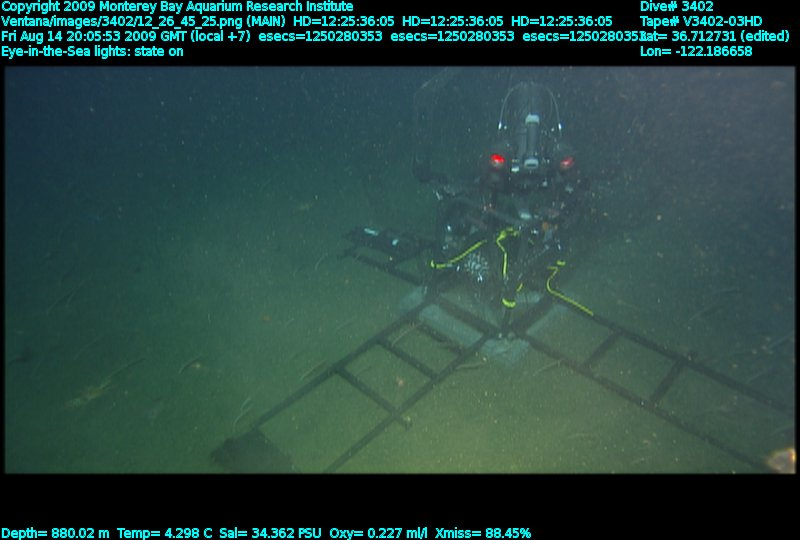 Copyright 2009 Monterey Bay Aquarium Research Institute Dive# 3402
Ventana/images/3402/12_26_45_25.png (MAIN) HD=12:25:36:05 HD=12:25:36:05 HD=12:25:36:05 Tape# V3402-03HD
Fri Aug 14 20:05:53 2009 GMT (local +7) esecs=1250280353 esecs=1250280353 esecs=1250280353 Lat= 36.712731 (edited)
Eye-in-the-Sea lights: state on Lon= -122.186658
Depth= 880.02 m Temp= 4.298 C Sal= 34.362 PSU Oxy= 0.227 ml/l Xmiss= 88.45%